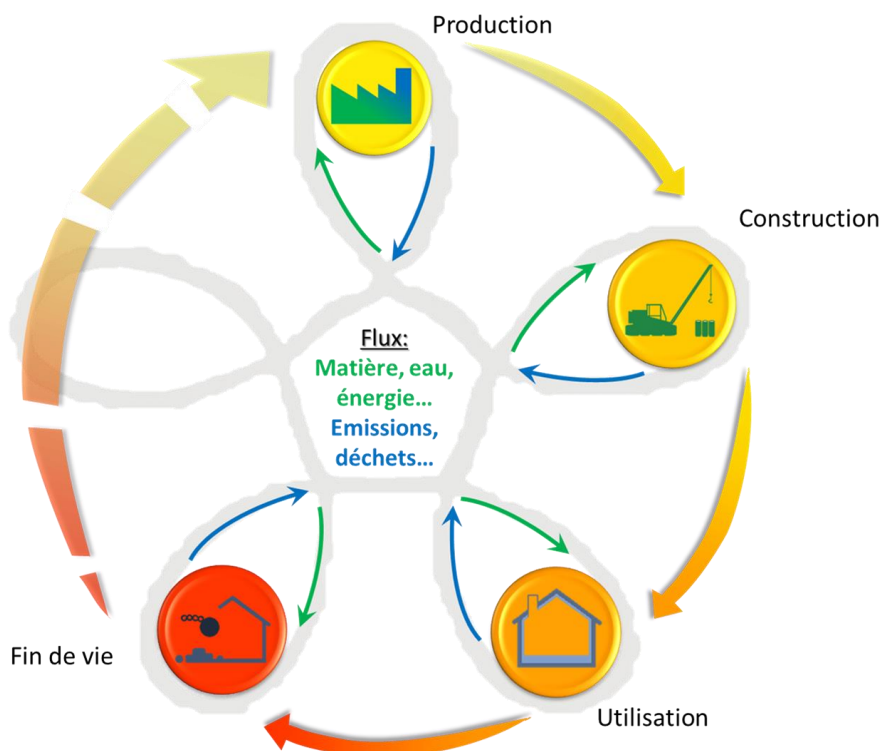 Production
Construction
Flux:
Matière, eau,
énergie...
Emissions,
déchets...
Fin de vie
Utilisation